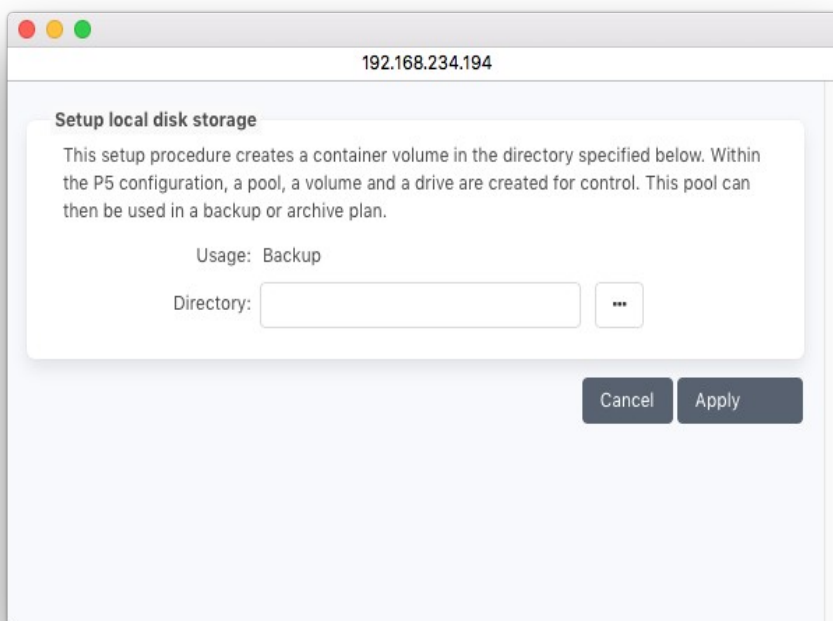 192.168.234.194
Setup local disk storage
This setup procedure creates a container volume in the directory specified below. Within
the P5 configuration, a pool, a volume and a drive are created for control. This pool can
then be used in a backup or archive plan.
Usage: Backup
Directory:
Cancel Apply